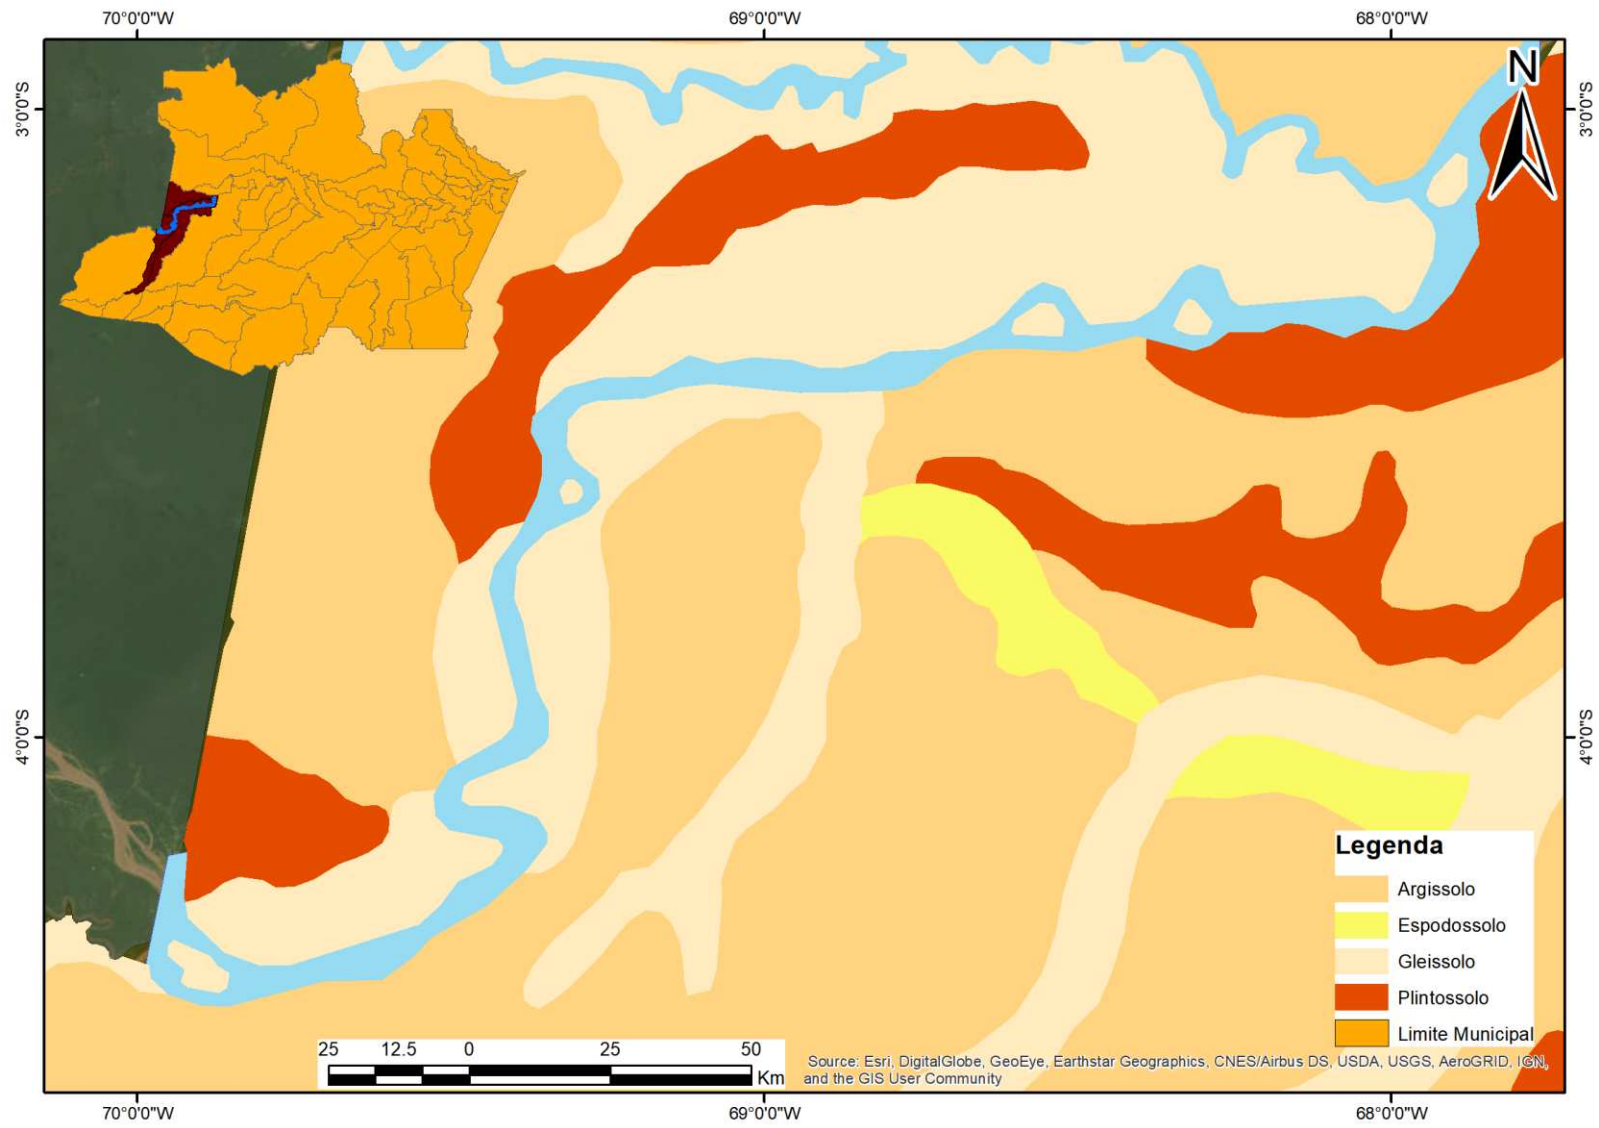 70°0'0"W 69°0'0"W 68°0'0"W
N
3°0'0"S 3°0'0"S
4°0'0"S 4°0'0"S
Legenda
Argissolo
Espodossolo
Gleissolo
Plintossolo
Limite Municipal
25 12.5 0 25 50
Km
Source: Esri, DigitalGlobe, GeoEye, Earthstar Geographics, CNES/Airbus DS, USDA, USGS, AeroGRID, IGN,
and the GIS User Community
70°0'0"W 69°0'0"W 68°0'0"W